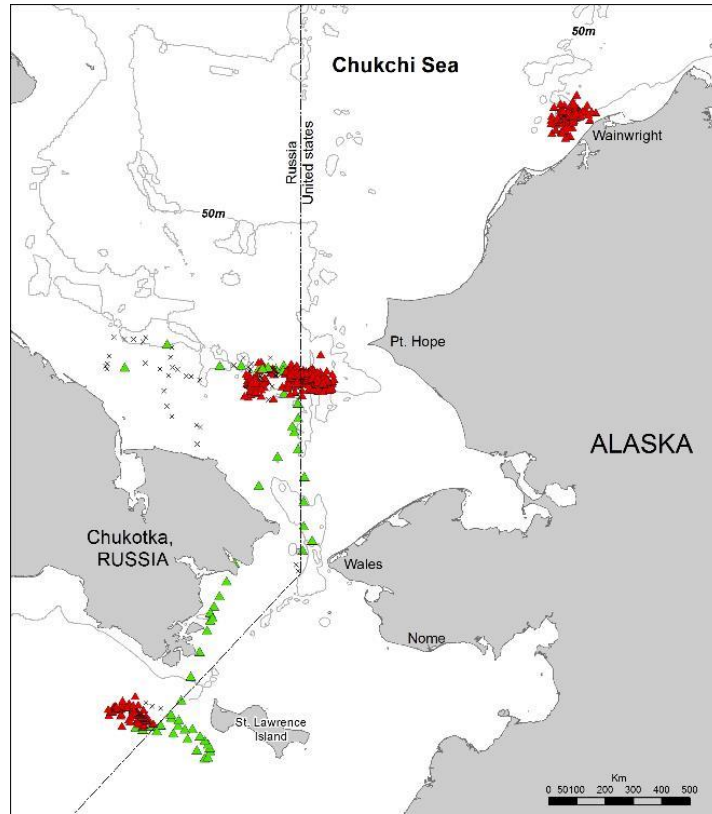 50m
50m
Chukchi Sea
Wainwright
Russia
United states
50m
Pt. Hope
ALASKA
Chukotka,
RUSSIA
Wales
Nome
St. Lawrence
Island
Km
0 50100 200 300 400 500